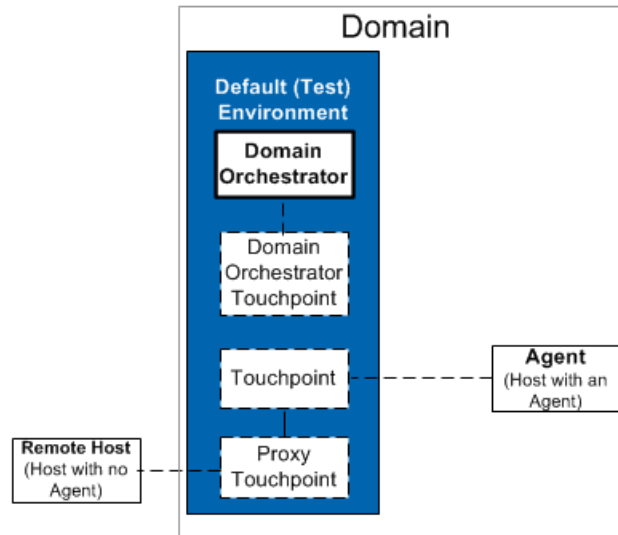 Domain
Default (Test)
Environment
Domain
Orchestrator
Domain
Orchestrator
Touchpoint
Touchpoint
Agent
(Host with an
Agent)
Remote Host
(Host with no
Agent)
Proxy
Touchpoint